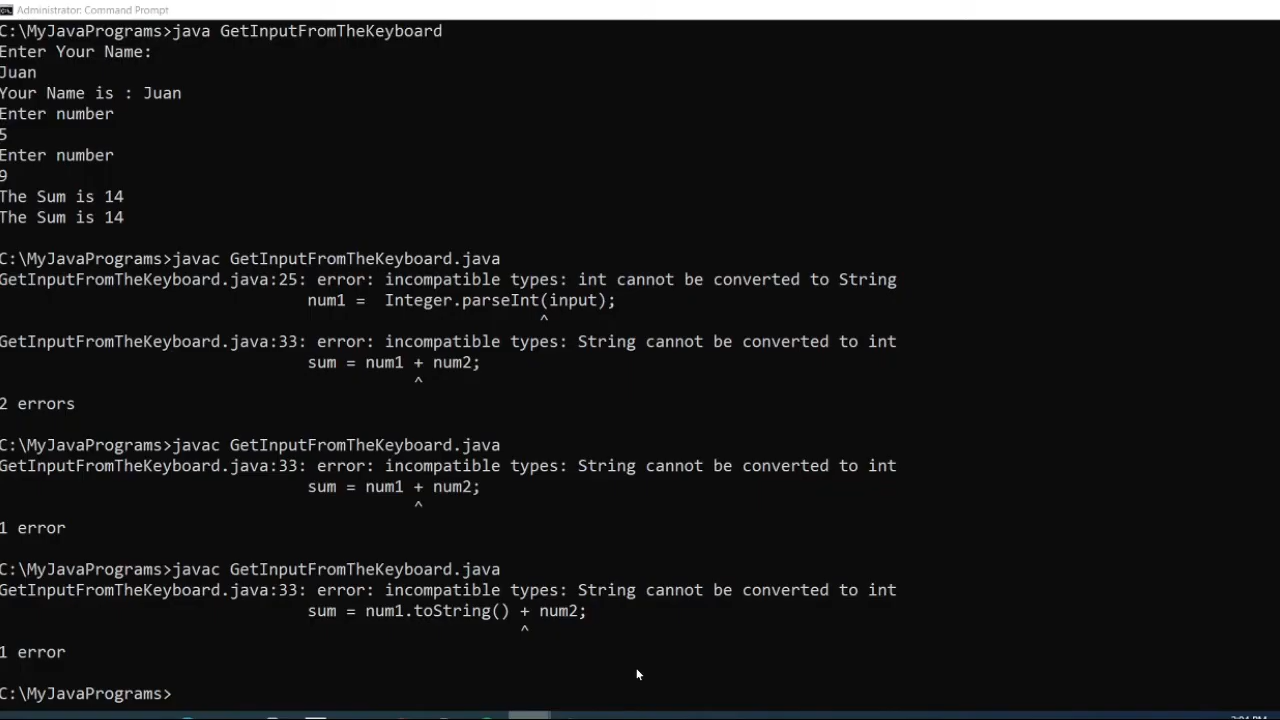 Administrator: Command Prompt
C:\MyJavaPrograms>java GetInputFromTheKeyboard
Enter Your Name:
Juan
Your Name is : Juan
Enter number
5
Enter number
9
The Sum is 14
The Sum is 14
C:\MyJavaPrograms>javac GetInputFromTheKeyboard.java
GetInputFromTheKeyboard.java:25: error: incompatible types: int cannot be converted to String
num1 =  Integer.parseInt(input);
^
GetInputFromTheKeyboard.java:33: error: incompatible types: String cannot be converted to int
sum = num1 + num2;
^
2 errors
C:\MyJavaPrograms>javac GetInputFromTheKeyboard.java
GetInputFromTheKeyboard.java:33: error: incompatible types: String cannot be converted to int
sum = num1 + num2;
^
1 error
C:\MyJavaPrograms>javac GetInputFromTheKeyboard.java
GetInputFromTheKeyboard.java:33: error: incompatible types: String cannot be converted to int
sum = num1.toString() + num2;
^
1 error
C:\MyJavaPrograms>